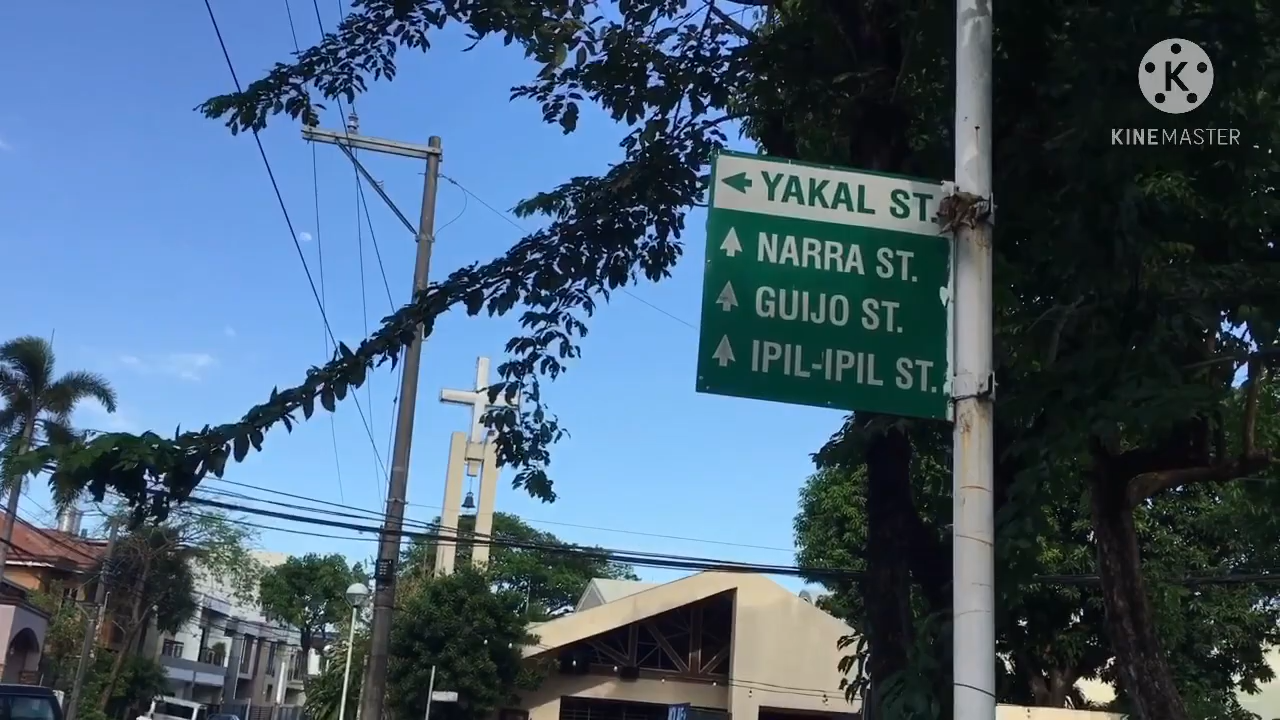 K
KINEMASTER
YAKAL ST.
NARRA ST.
GUIJO ST.
IPIL-IPIL ST.